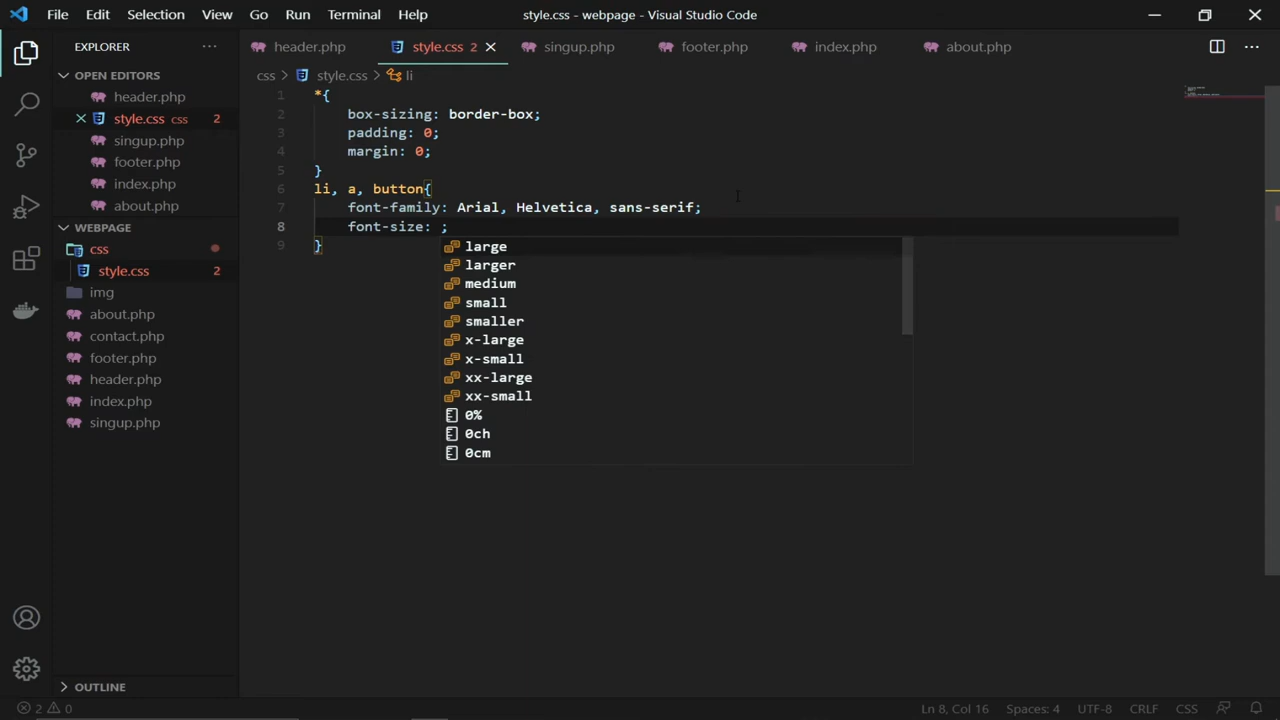 File Edit Selection View Go Run Terminal Help style.css - webpage - Visual Studio Code
EXPLORER
header.php style.css 2 singup.php footer.php index.php about.php
OPEN EDITORS
header.php
style.css css 2
singup.php
footer.php
index.php
about.php
WEBPAGE
css
style.css 2
img
about.php
contact.php
footer.php
header.php
index.php
singup.php
OUTLINE
css > style.css > li
1 *{
2 box-sizing: border-box;
3 padding: 0;
4 margin: 0;
5 }
6 li, a, button{
7 font-family: Arial, Helvetica, sans-serif;
8 font-size: ;
9 }
large
larger
medium
small
smaller
x-large
x-small
xx-large
xx-small
0%
0ch
0cm
2 0 Ln 8, Col 16 Spaces: 4 UTF-8 CRLF CSS